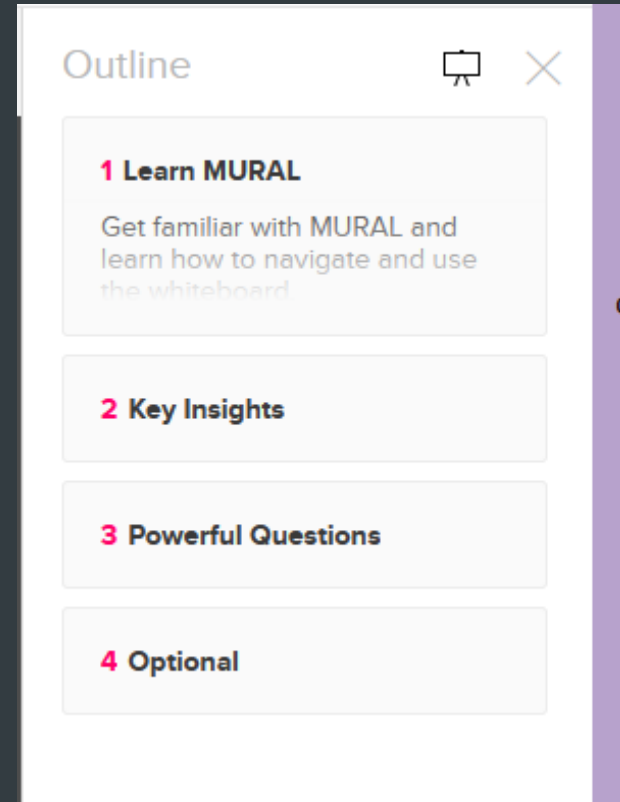 Outline
1 Learn MURAL
Get familiar with MURAL and
learn how to navigate and use
the whiteboard.
2 Key Insights
3 Powerful Questions
4 Optional